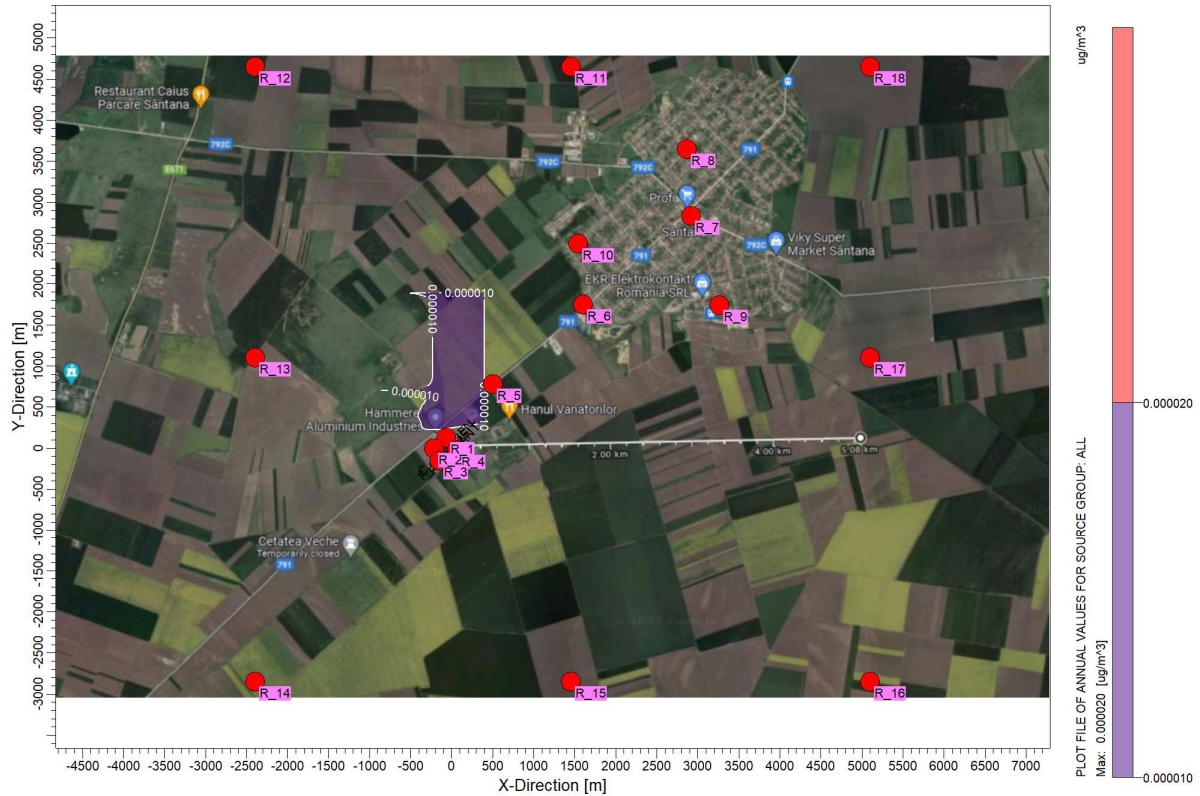 5000
4500
4000
3500
3000
2500
2000
1500
1000
500
0
-500
-1000
-1500
-2000
-2500
-3000
Y-Direction [m]
R_12
R_11
R_18
Restaurant Caius
Parcare Sântana
792C
E671
792C
792C
791
R_8
Profi
R_7
Sânta
792C
Viky Super
Market Sântana
R_10
791
EKR Elektrokontakt
Romania SRL
0.000010
0.000010
R_6
791
R_9
R_13
R_17
R_5
0.000010
0.000010
Hammere
Aluminium Industries
Hanul Vanatorilor
R_1
R_2
R_4
R_3
2.00 km
4.00 km
5.08 km
Cetatea Veche
Temporarily closed
791
R_14
R_15
R_16
-4500 -4000 -3500 -3000 -2500 -2000 -1500 -1000 -500 0 500 1000 1500 2000 2500 3000 3500 4000 4500 5000 5500 6000 6500 7000
X-Direction [m]
ug/m^3
0.000020
0.000010
PLOT FILE OF ANNUAL VALUES FOR SOURCE GROUP: ALL
Max: 0.000020 [ug/m^3]